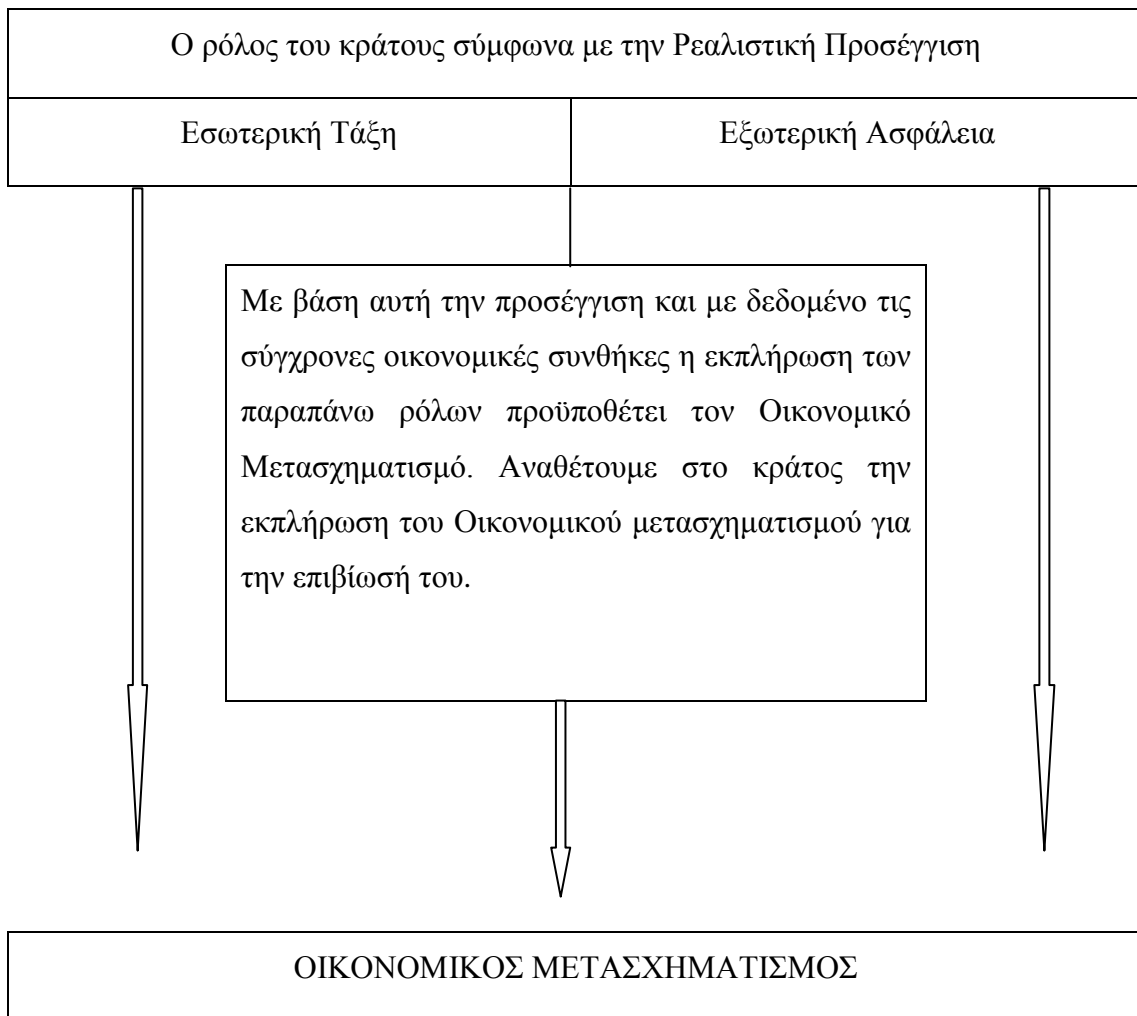 Ο ρόλος του κράτους σύμφωνα με την Ρεαλιστική Προσέγγιση
Εσωτερική Τάξη
Εξωτερική Ασφάλεια
Με βάση αυτή την προσέγγιση και με δεδομένο τις
σύγχρονες οικονομικές συνθήκες η εκπλήρωση των
παραπάνω ρόλων προϋποθέτει τον Οικονομικό
Μετασχηματισμό. Αναθέτουμε στο κράτος την
εκπλήρωση του Οικονομικού μετασχηματισμού για
την επιβίωσή του.
ΟΙΚΟΝΟΜΙΚΟΣ ΜΕΤΑΣΧΗΜΑΤΙΣΜΟΣ